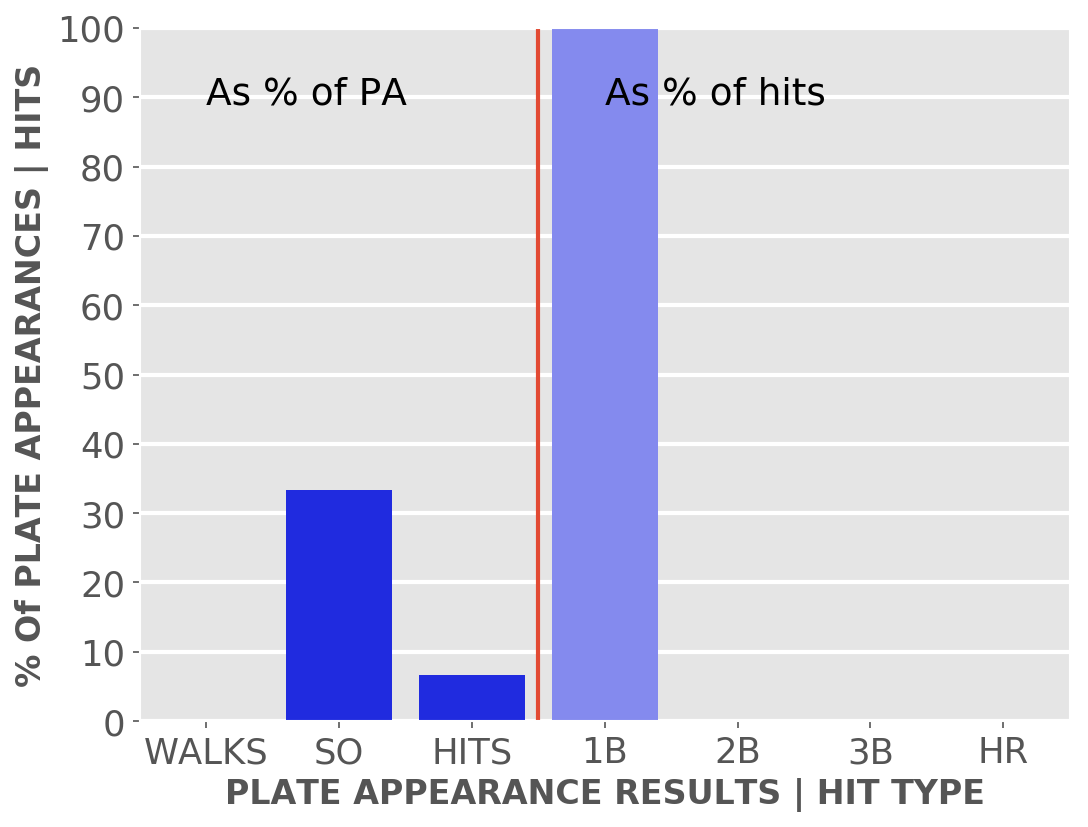 % Of PLATE APPEARANCES | HITS
100
90
80
70
60
50
40
30
20
10
0
As % of PA
As % of hits
WALKS SO HITS 1B 2B 3B HR
PLATE APPEARANCE RESULTS | HIT TYPE